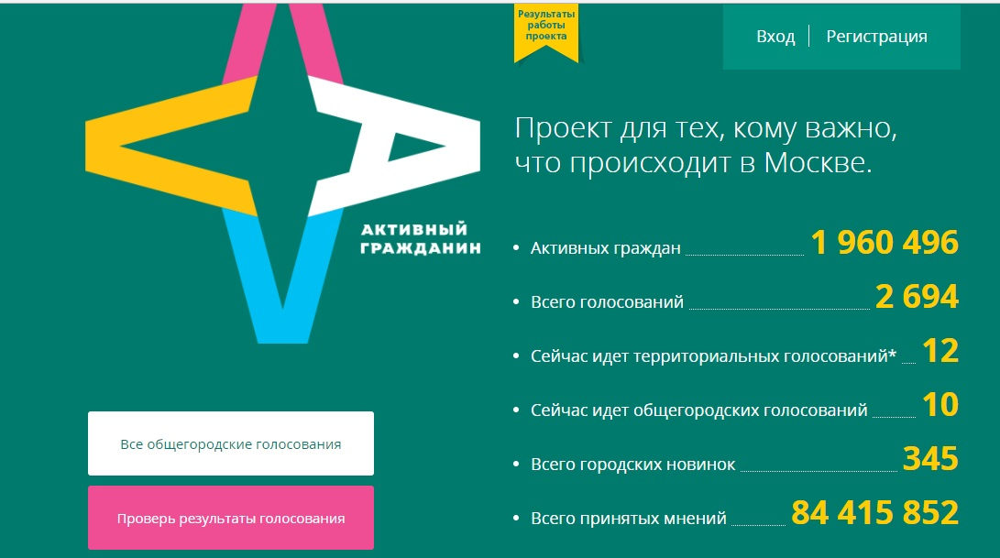 Результаты
работы
проекта
Вход
Регистрация
АКТИВНЫЙ
ГРАЖДАНИН
Проект для тех, кому важно,
что происходит в Москве.
• Активных граждан 1 960 496
• Всего голосований 2 694
• Сейчас идет территориальных голосований* 12
• Сейчас идет общегородских голосований 10
• Всего городских новинок 345
• Всего принятых мнений 84 415 852
Все общегородские голосования
Проверь результаты голосования